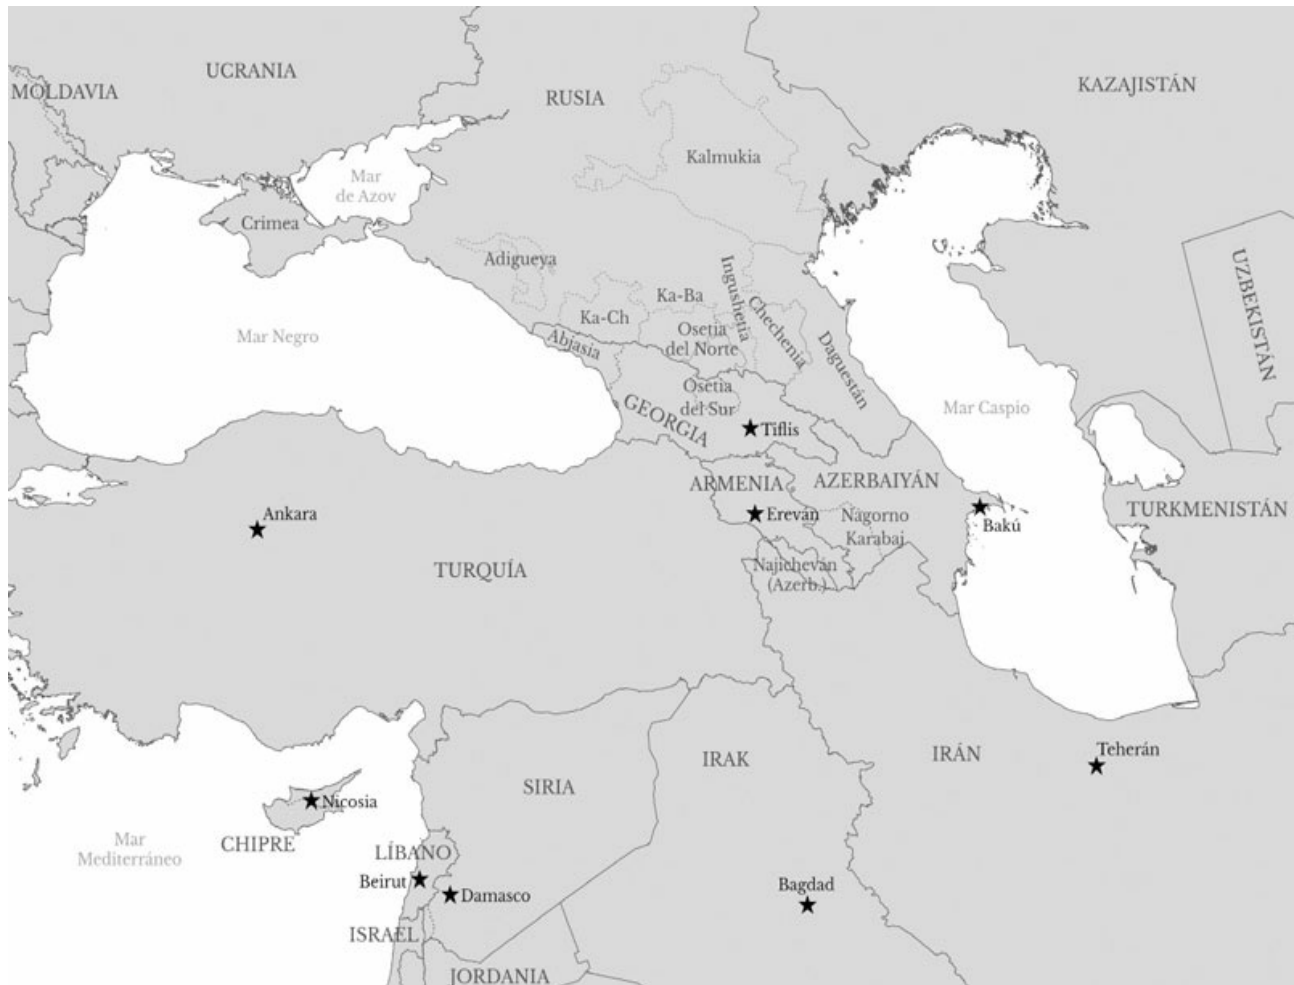 UCRANIA
MOLDAVIA
RUSIA
KAZAJISTÁN
Kalmukia
Mar
de Azov
Crimea
Adigueya
Ingushetia
UZBEKISTÁN
Ka-Ba
Ka-Ch
Chechenia
Osetia
del Norte
Mar Negro
Abjasia
Daguestán
Osetia
del Sur
Mar Caspio
GEORGIA
Tiflis
ARMENIA
AZERBAIYÁN
TURKMENISTÁN
Ankara
Ereván
Nagorno
Karabaj
Bakú
TURQUÍA
Najicheván
(Azerb.)
IRÁN
Teherán
IRAK
SIRIA
Nicosia
CHIPRE
Mar
Mediterráneo
LÍBANO
Beirut
Damasco
Bagdad
ISRAEL
JORDANIA